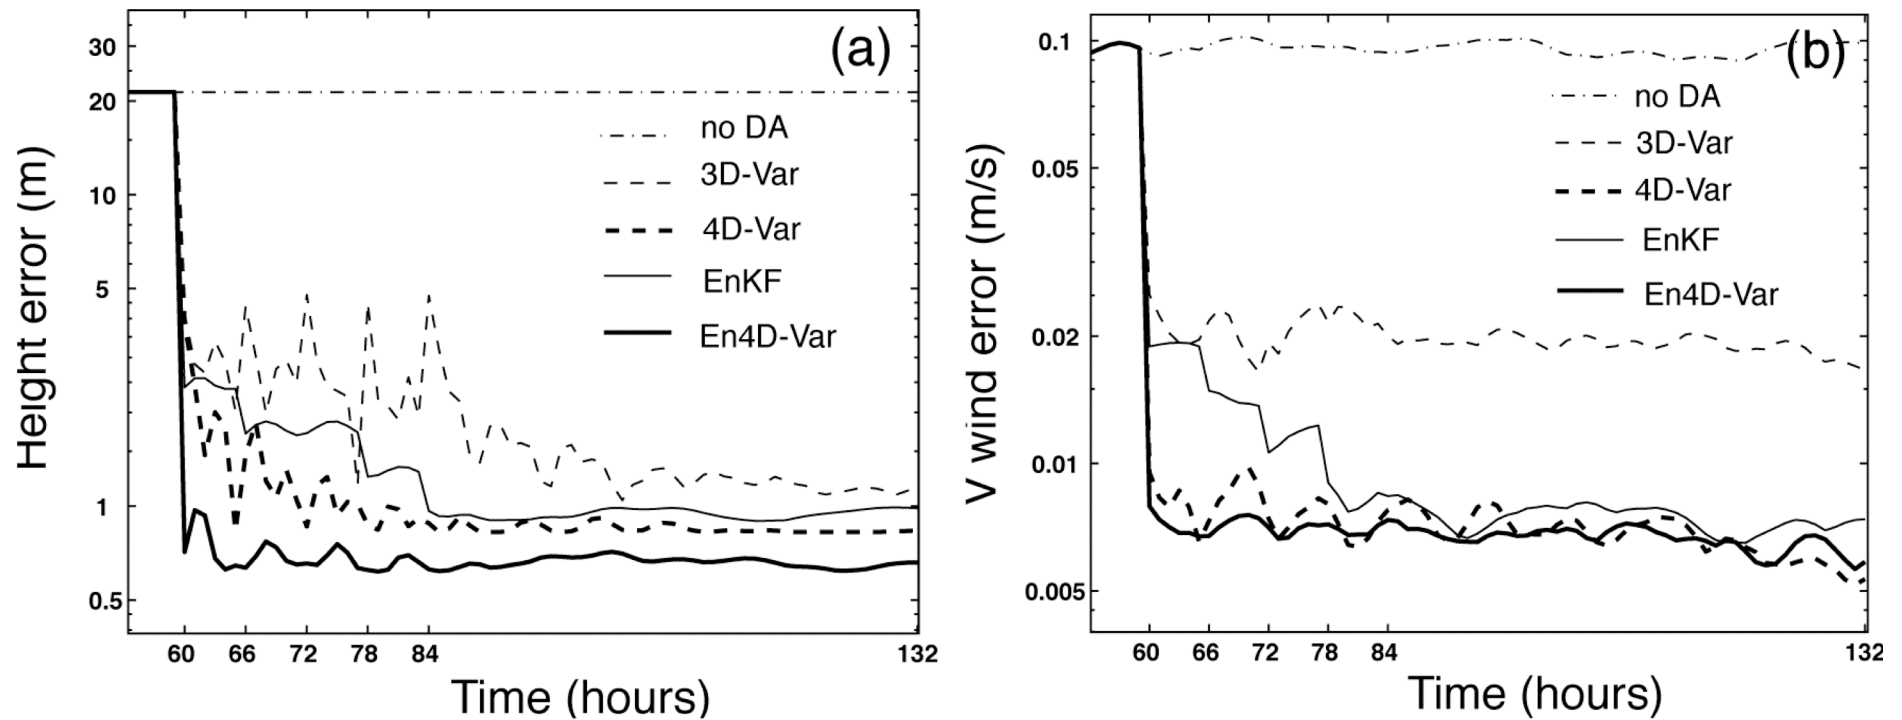 (a)
30
20
10
5
1
0.5
Height error (m)
no DA
3D-Var
4D-Var
EnKF
En4D-Var
60 66 72 78 84 132
Time (hours)
(b)
0.1
0.05
0.02
0.01
0.005
V wind error (m/s)
no DA
3D-Var
4D-Var
EnKF
En4D-Var
60 66 72 78 84 132
Time (hours)